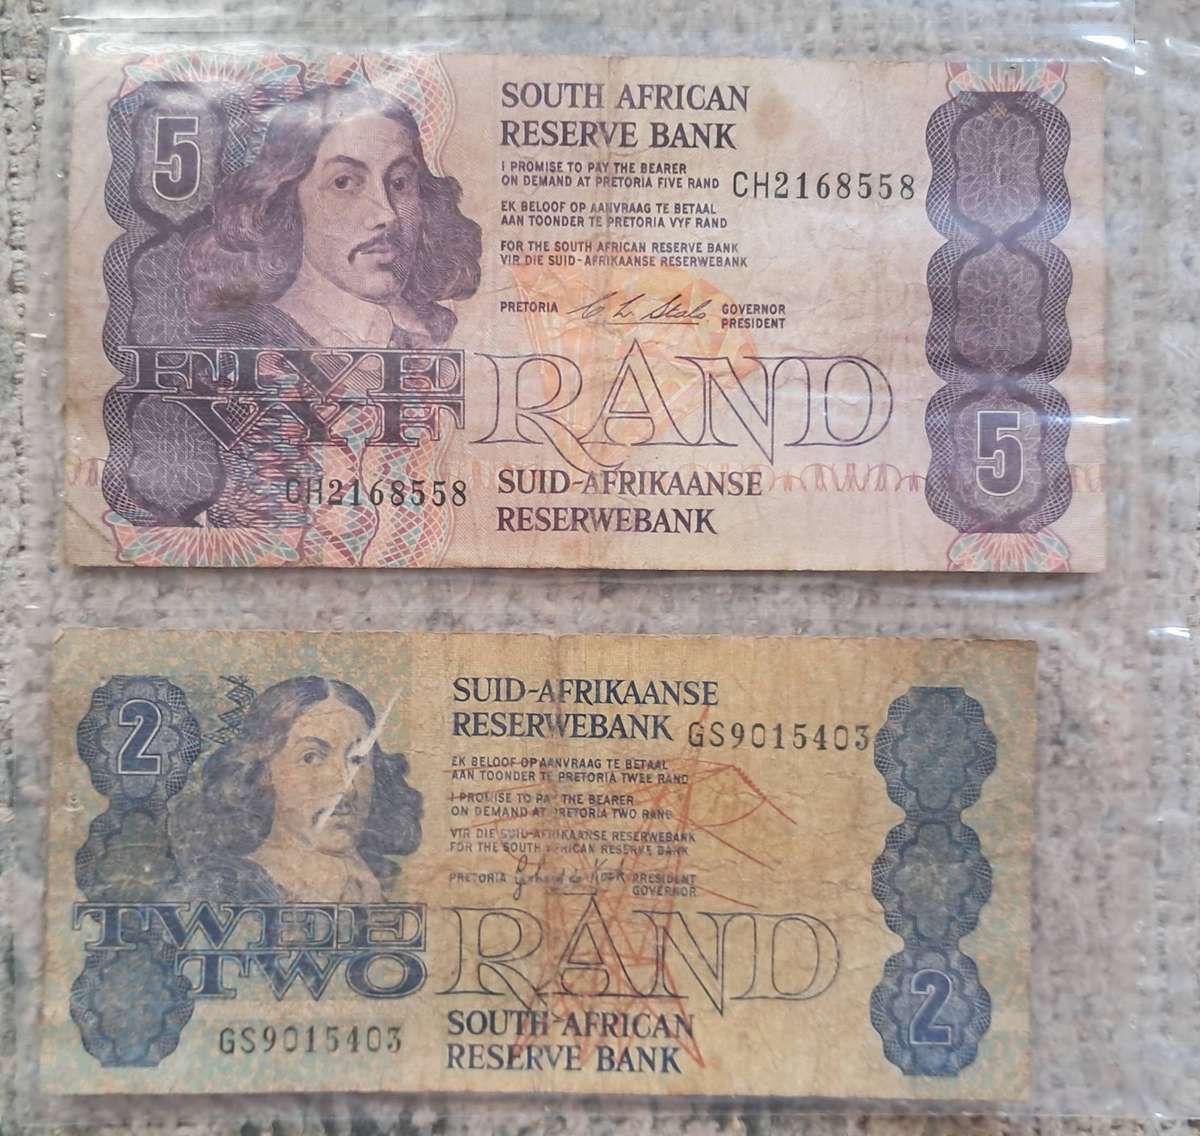 5
SOUTH AFRICAN
RESERVE BANK
I PROMISE TO PAY THE BEARER
ON DEMAND AT PRETORIA FIVE RAND
CH2168558
EK BELOOF OP AANVRAAG TE BETAAL
AAN TOONDER TE PRETORIA VYF RAND
FOR THE SOUTH AFRICAN RESERVE BANK
VIR DIE SUID-AFRIKAANSE RESERWEBANK
PRETORIA
GOVERNOR
PRESIDENT
FIVE
VYF
RAND
5
CH2168558
SUID-AFRIKAANSE
RESERWEBANK
2
SUID-AFRIKAANSE
RESERWEBANK
GS9015403
EK BELOOF OP AANVRAAG TE BETAAL
AAN TOONDER TE PRETORIA TWEE RAND
I PROMISE TO PAY THE BEARER
ON DEMAND AT PRETORIA TWO RAND
VIR DIE SUID-AFRIKAANSE RESERWEBANK
FOR THE SOUTH AFRICAN RESERVE BANK
PRETORIA
PRESIDENT
GOVERNOR
TWEE
TWO
RAND
2
GS9015403
SOUTH AFRICAN
RESERVE BANK